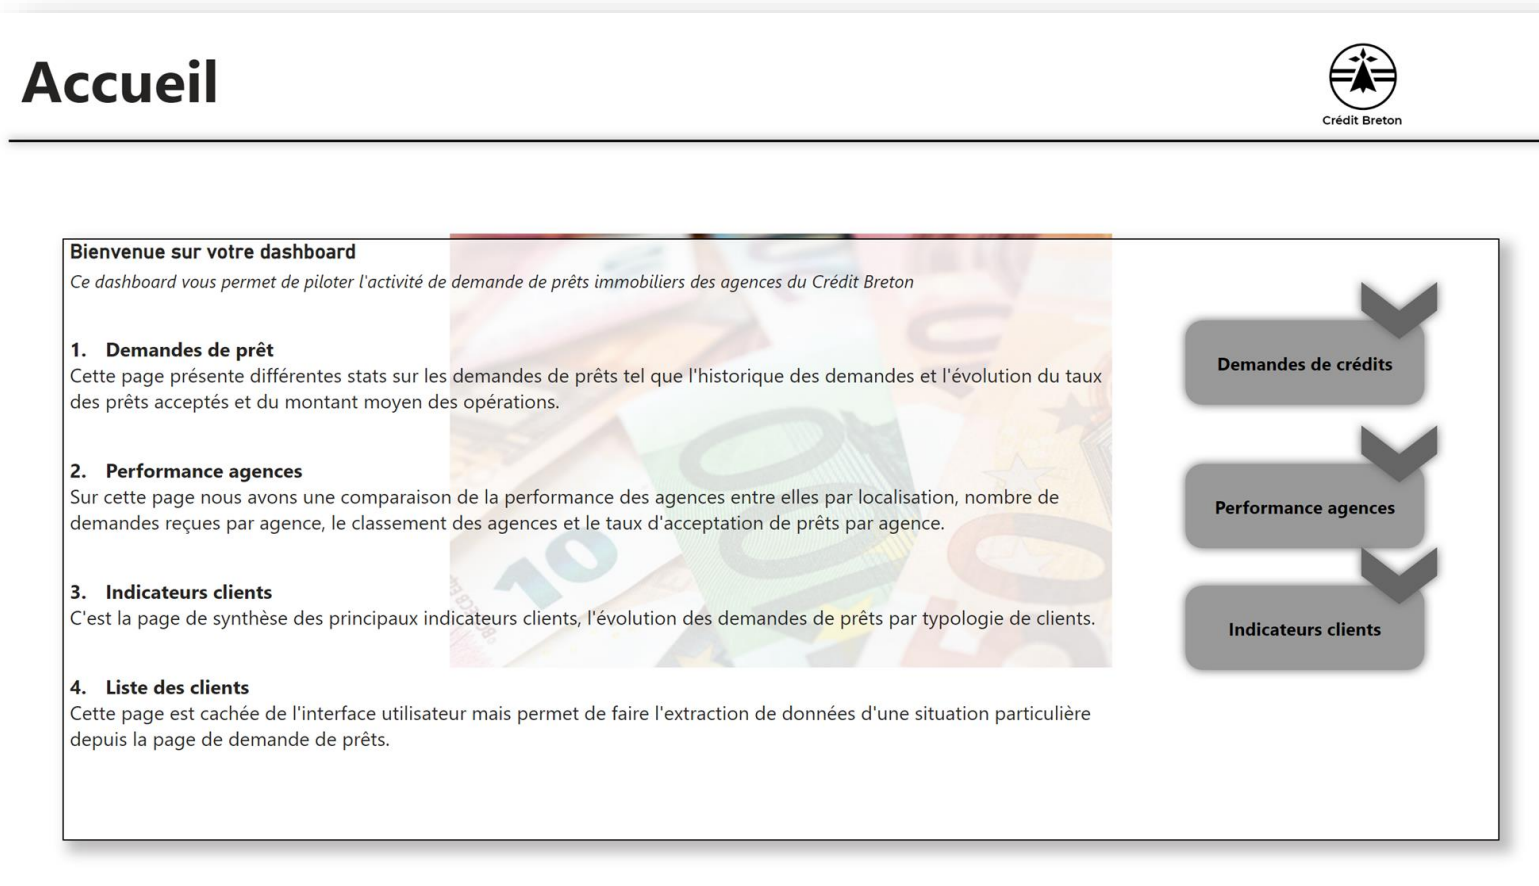 Accueil
Crédit Breton
Bienvenue sur votre dashboard
Ce dashboard vous permet de piloter l'activité de demande de prêts immobiliers des agences du Crédit Breton
1. Demandes de prêt
Cette page présente différentes stats sur les demandes de prêts tel que l'historique des demandes et l'évolution du taux
des prêts acceptés et du montant moyen des opérations.
2. Performance agences
Sur cette page nous avons une comparaison de la performance des agences entre elles par localisation, nombre de
demandes reçues par agence, le classement des agences et le taux d'acceptation de prêts par agence.
3. Indicateurs clients
C'est la page de synthèse des principaux indicateurs clients, l'évolution des demandes de prêts par typologie de clients.
4. Liste des clients
Cette page est cachée de l'interface utilisateur mais permet de faire l'extraction de données d'une situation particulière
depuis la page de demande de prêts.
Demandes de crédits
Performance agences
Indicateurs clients
10
100
50